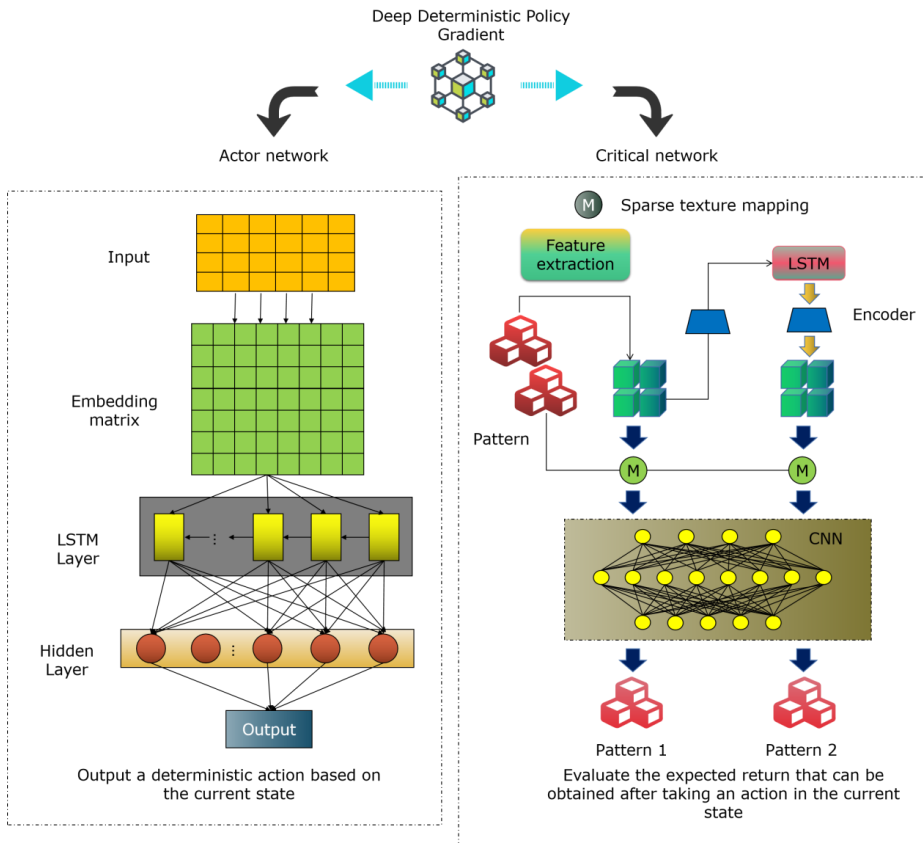 Deep Deterministic Policy
Gradient
Actor network
Critical network
Input
Embedding
matrix
LSTM
Layer
Hidden
Layer
Output
Output a deterministic action based on
the current state
M
Sparse texture mapping
Feature
extraction
LSTM
Encoder
Pattern
M
M
CNN
Pattern 1
Pattern 2
Evaluate the expected return that can be
obtained after taking an action in the current
state